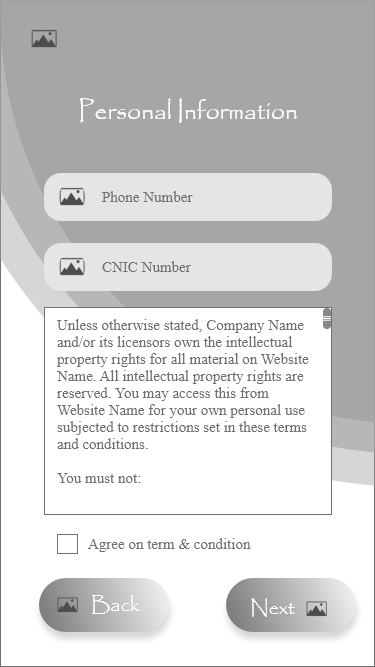 Personal Information
Phone Number
CNIC Number
Unless otherwise stated, Company Name
and/or its licensors own the intellectual
property rights for all material on Website
Name. All intellectual property rights are
reserved. You may access this from
Website Name for your own personal use
subjected to restrictions set in these terms
and conditions.
You must not:
Agree on term & condition
Back
Next